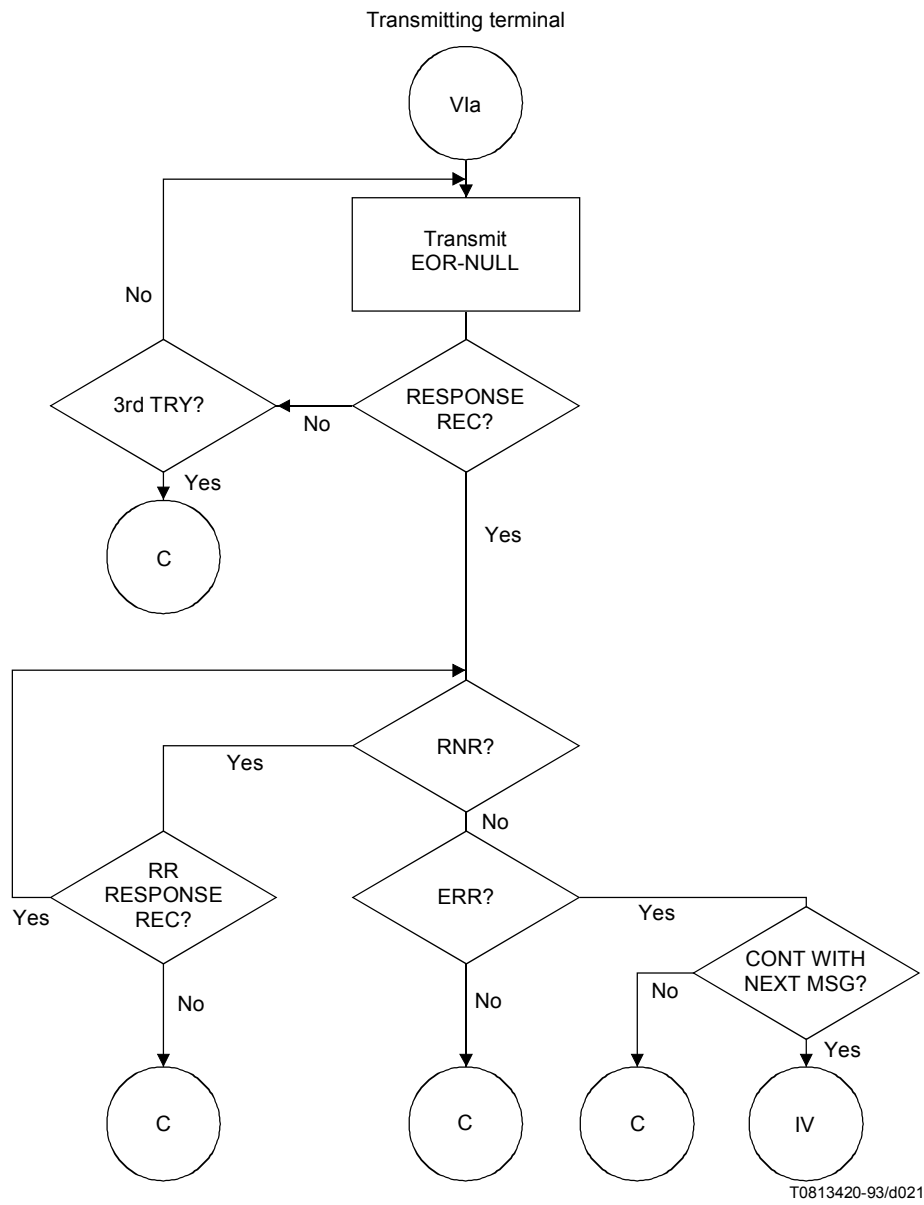 Transmitting terminal
VIa
Transmit
EOR-NULL
No
3rd TRY?
No
RESPONSE
REC?
Yes
C
Yes
RNR?
Yes
No
RR
RESPONSE
REC?
Yes
ERR?
Yes
CONT WITH
NEXT MSG?
No
No
No
Yes
C
C
C
IV
T0813420-93/d021